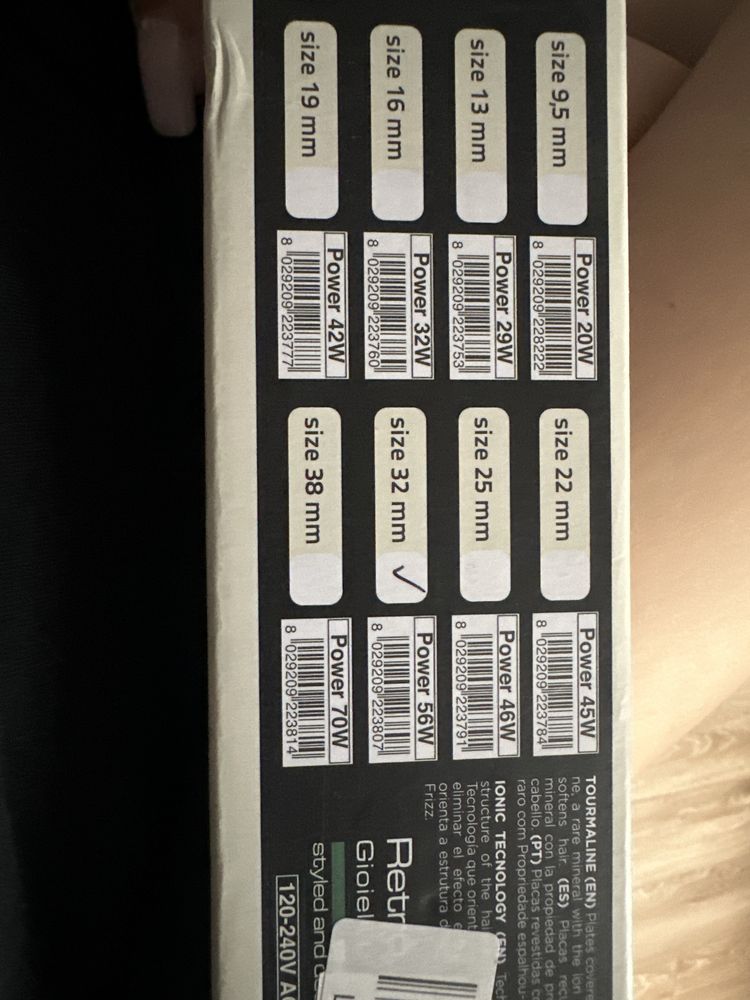 size 9,5 mm
Power 20W
8 029209 228222
size 22 mm
Power 45W
8 029209 223784
size 13 mm
Power 29W
8 029209 223753
size 25 mm
Power 46W
8 029209 223791
size 16 mm
Power 32W
8 029209 223760
size 32 mm ✓
Power 56W
8 029209 223807
size 19 mm
Power 42W
8 029209 223777
size 38 mm
Power 70W
8 029209 223814
TOURMALINE (EN) Plates cover
ne, a rare mineral with the ion
softens hair. (ES) Placas rec
mineral con la propiedad de pr
cabello. (PT) Placas revestidas c
raro com Propriedade espalhou-
IONIC TECNOLOGY (EN) Tec
structure of the hai
Tecnologia que orient
eliminar el efecto e
orienta a estrutura d
Frizz.
Retr
Gioiel
styled and
120-240V A